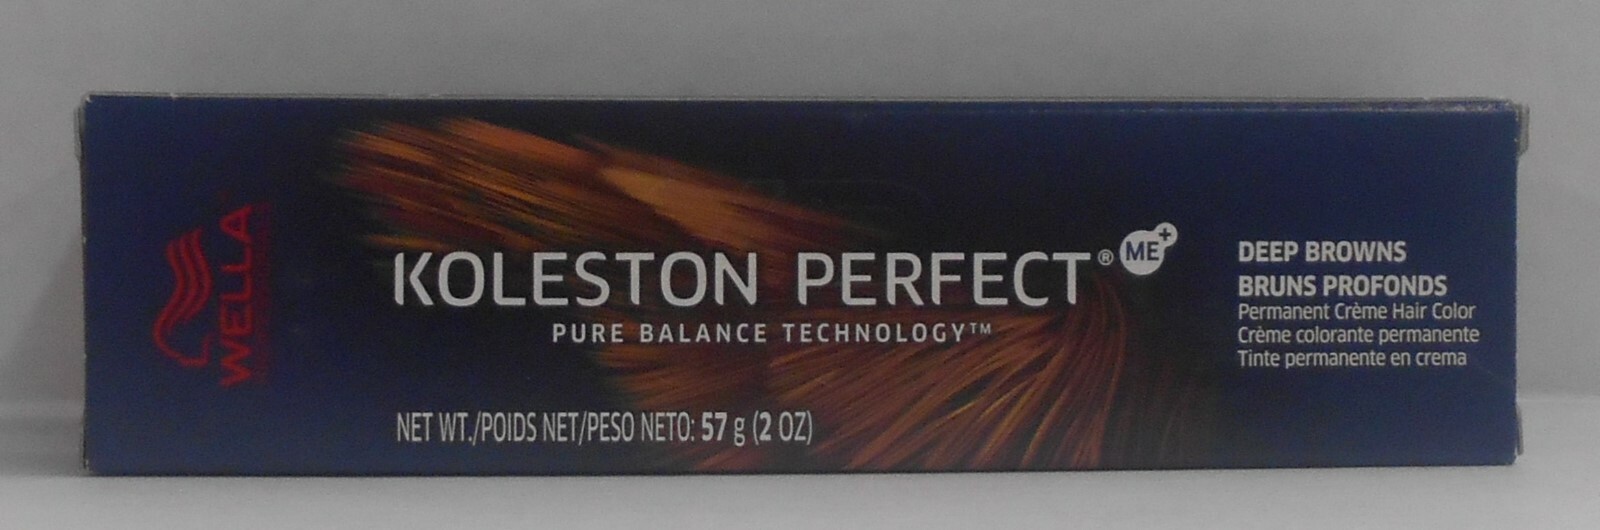 WELLA
KOLESTON PERFECT® ME+
PURE BALANCE TECHNOLOGY™
NET WT./POIDS NET/PESO NETO: 57 g (2 OZ)
DEEP BROWNS
BRUNS PROFONDS
Permanent Crème Hair Color
Crème colorante permanente
Tinte permanente en crema